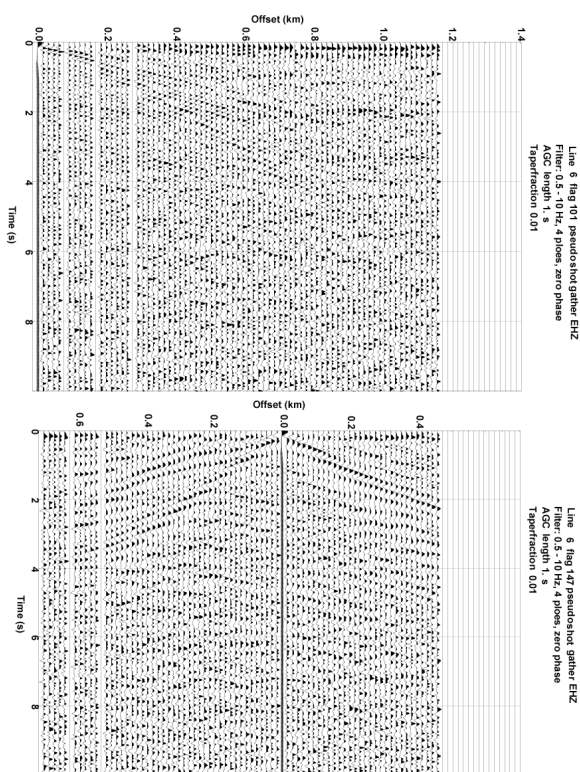 Line 6 flag 101 pseudoshot gather EHZ
Filter: 0.5 - 10 Hz, 4 ploes, zero phase
AGC length 1. s
Taperfraction 0.01
Offset (km)
0.0 0.2 0.4 0.6 0.8 1.0 1.2 1.4
0 2 4 6 8
Time (s)
Line 6 flag 147 pseudoshot gather EHZ
Filter: 0.5 - 10 Hz, 4 ploes, zero phase
AGC length 1. s
Taperfraction 0.01
Offset (km)
0.6 0.4 0.2 0.0 0.2 0.4
0 2 4 6 8
Time (s)